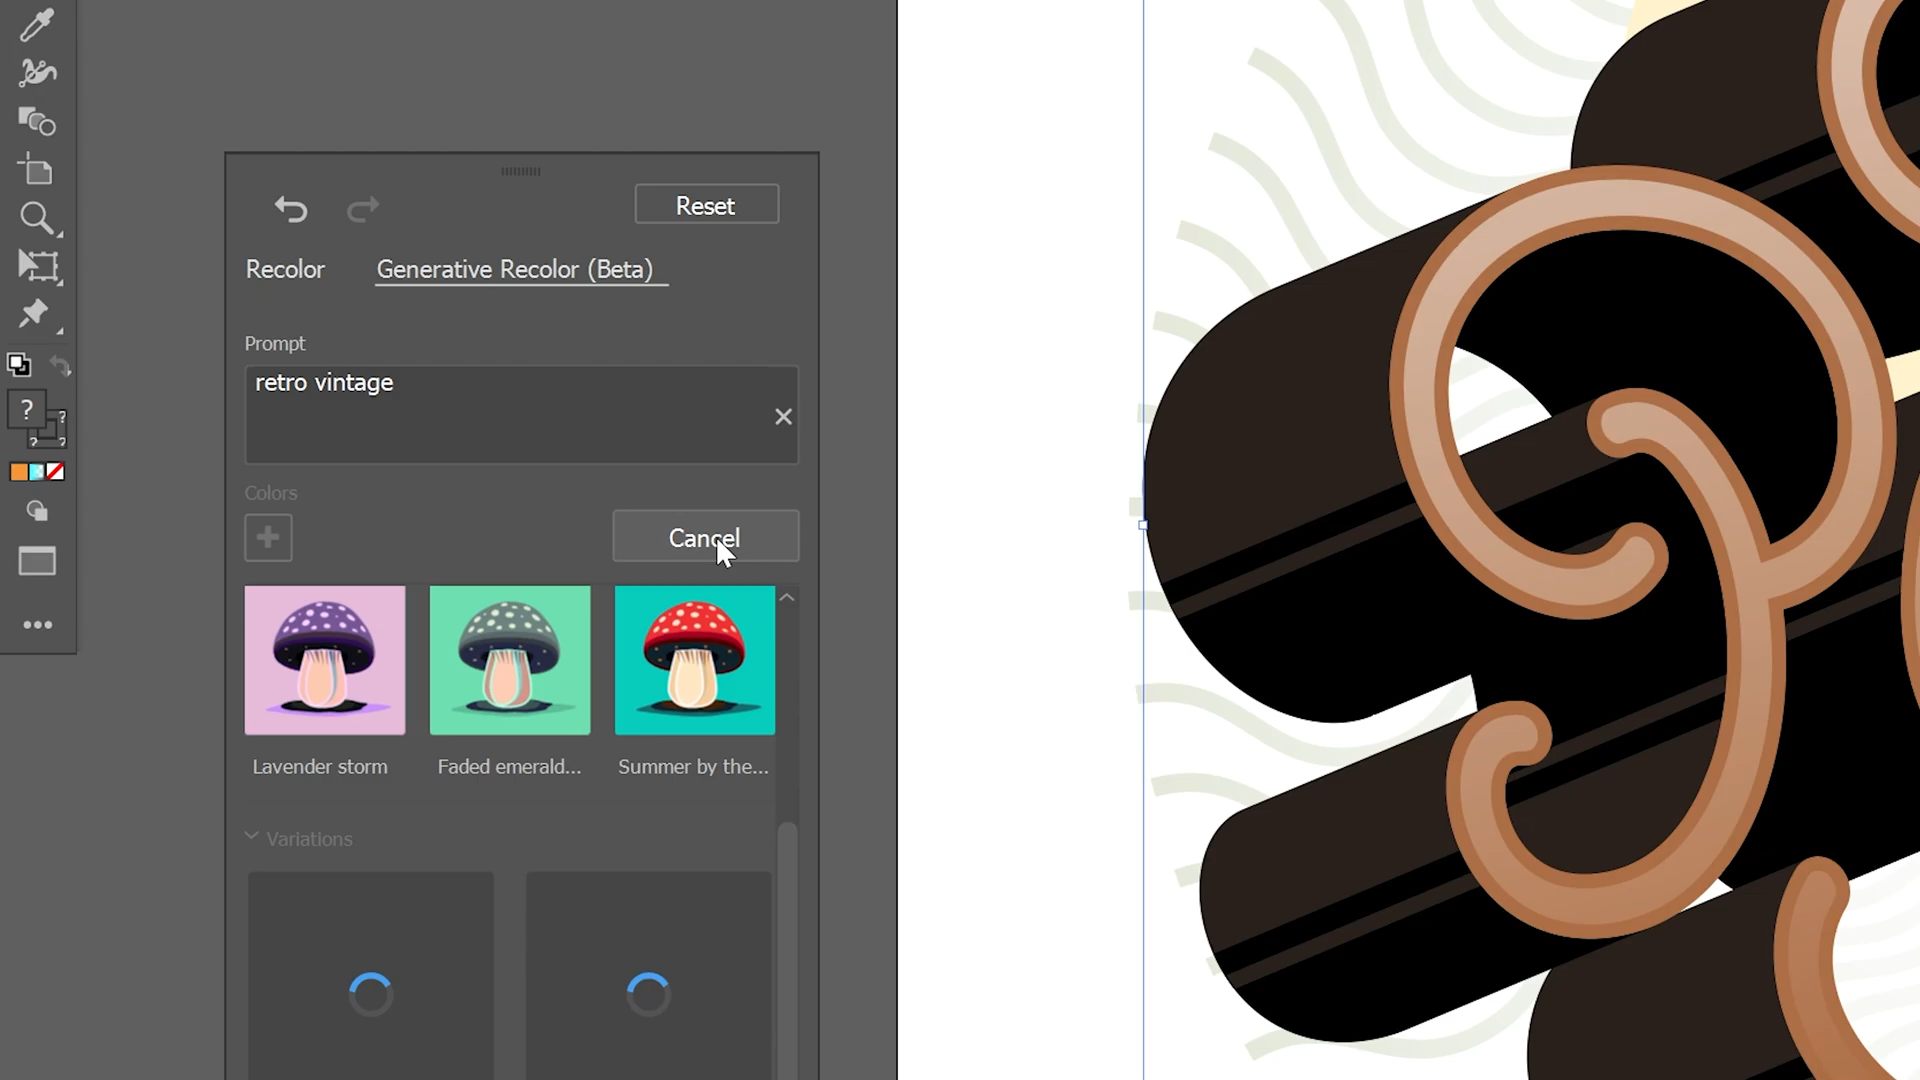 Reset
Recolor
Generative Recolor (Beta)
Prompt
retro vintage
Colors
Cancel
Lavender storm
Faded emerald...
Summer by the...
Variations
?
?
?
?